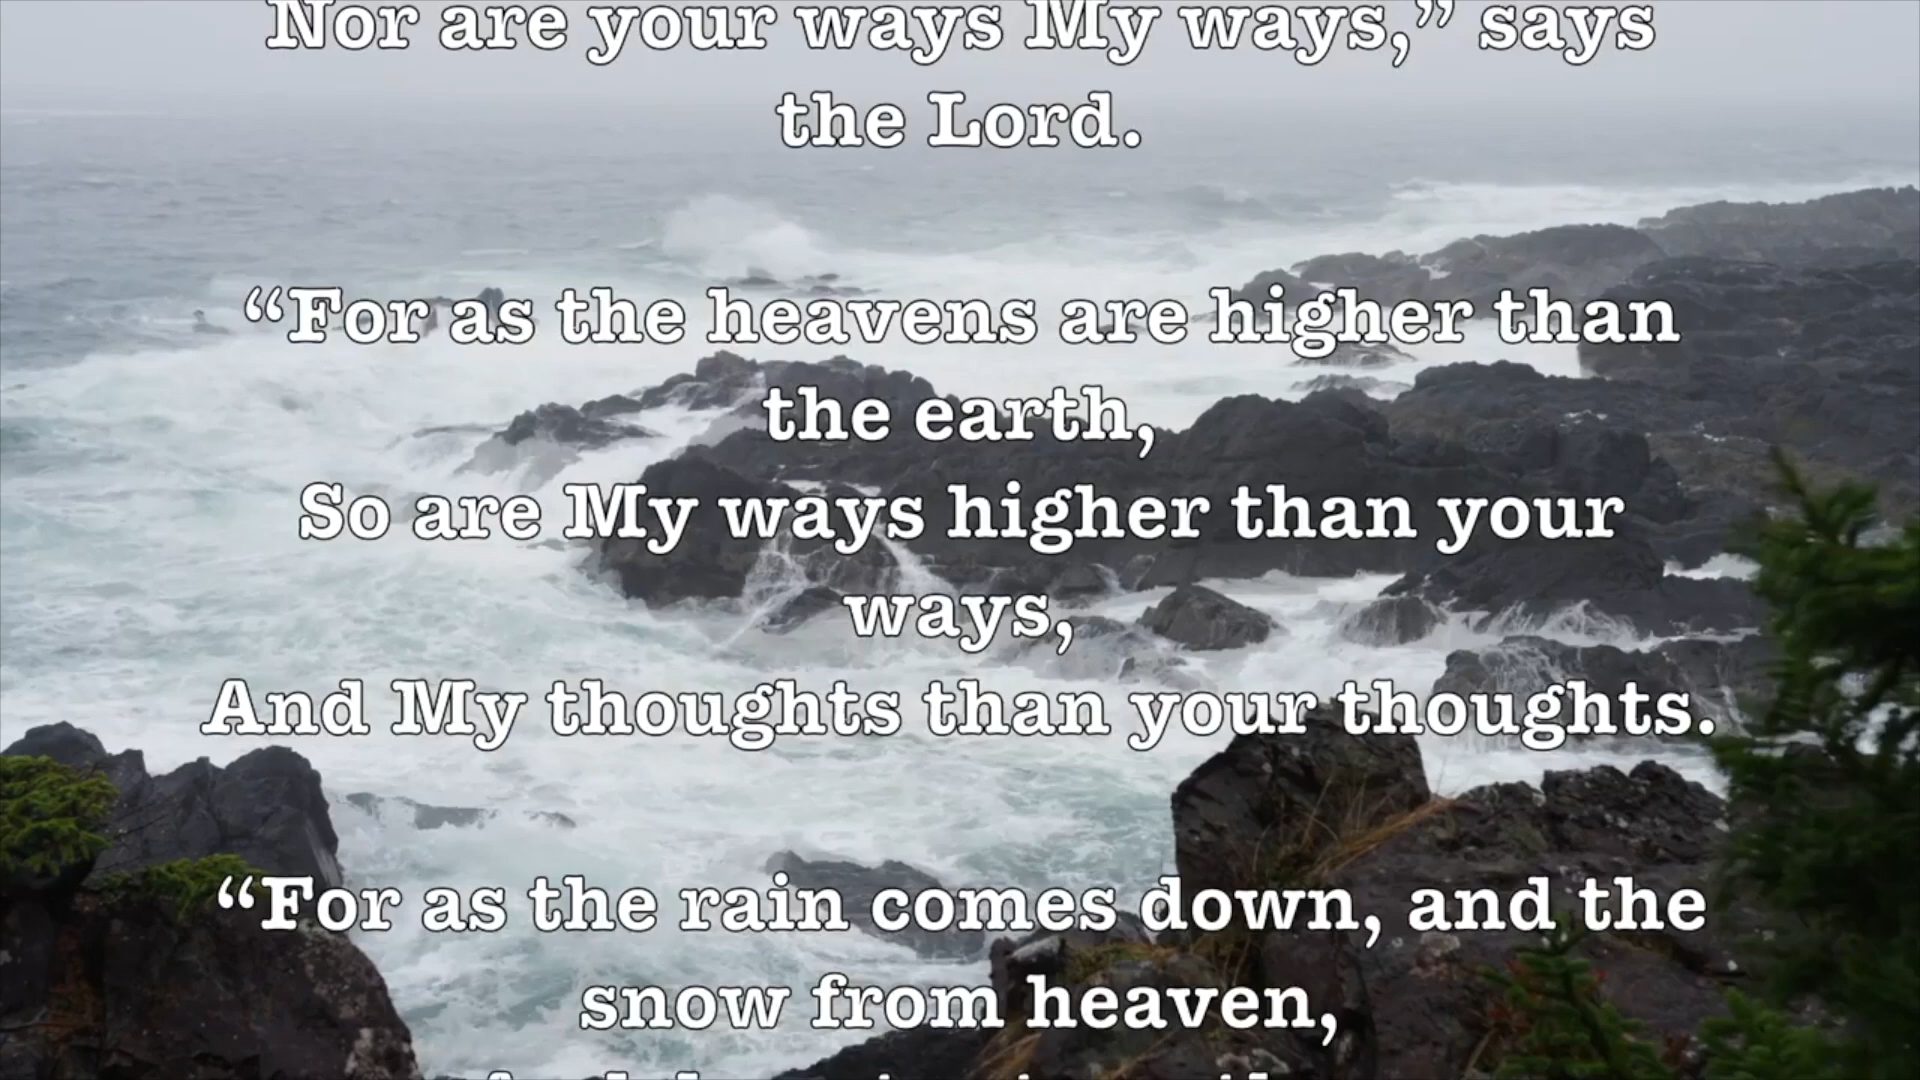 Nor are your ways My ways,” says
the Lord.
“For as the heavens are higher than
the earth,
So are My ways higher than your
ways,
And My thoughts than your thoughts.
“For as the rain comes down, and the
snow from heaven,